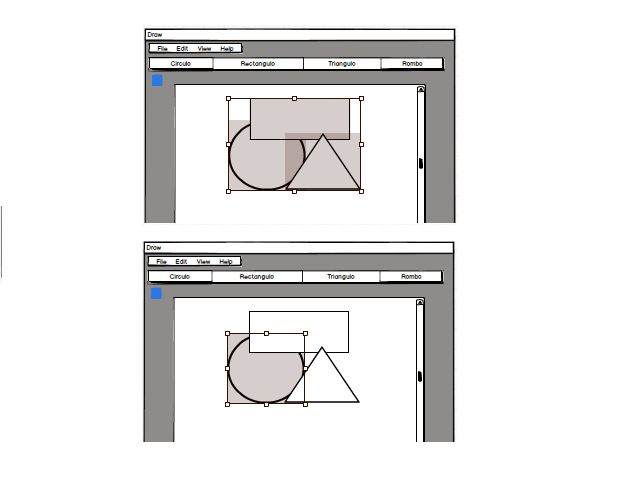 Draw
File Edit View Help
Circulo Rectangulo Triangulo Rombo
Draw
File Edit View Help
Circulo Rectangulo Triangulo Rombo